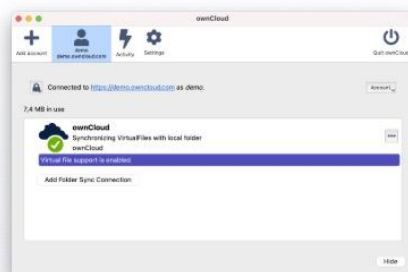 ownCloud
Add account
demo
demo.owncloud.com
Activity
Settings
Quit ownCloud
Connected to https://demo.owncloud.com as demo.
Account
7,4 MB in use
ownCloud
Synchronizing VirtualFiles with local folder
ownCloud
Virtual file support is enabled.
Add Folder Sync Connection
Hide